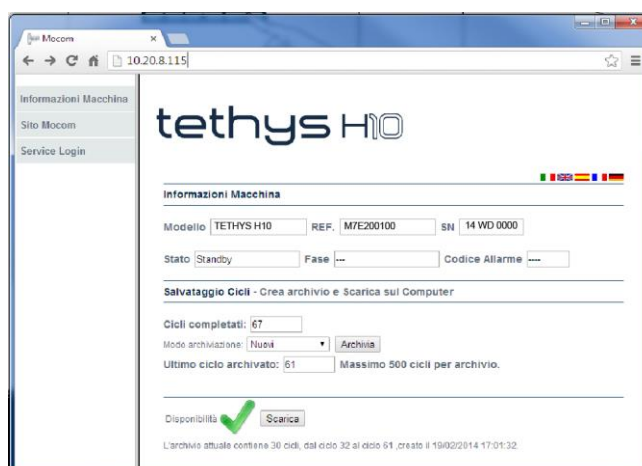 Mocom
10.20.8.115
Informazioni Macchina
Sito Mocom
Service Login
tethys H10
Informazioni Macchina
Modello TETHYS H10 REF. M7E200100 SN 14 WD 0000
Stato Standby Fase --- Codice Allarme ----
Salvataggio Cicli - Crea archivio e Scarica sul Computer
Cicli completati: 67
Modo archiviazione: Nuovi Archivia
Ultimo ciclo archivato: 61 Massimo 500 cicli per archivio.
Disponibilità Scarica
L'archivio attuale contiene 30 cicli, dal ciclo 32 al ciclo 61 ,creato il 19/02/2014 17:01:32